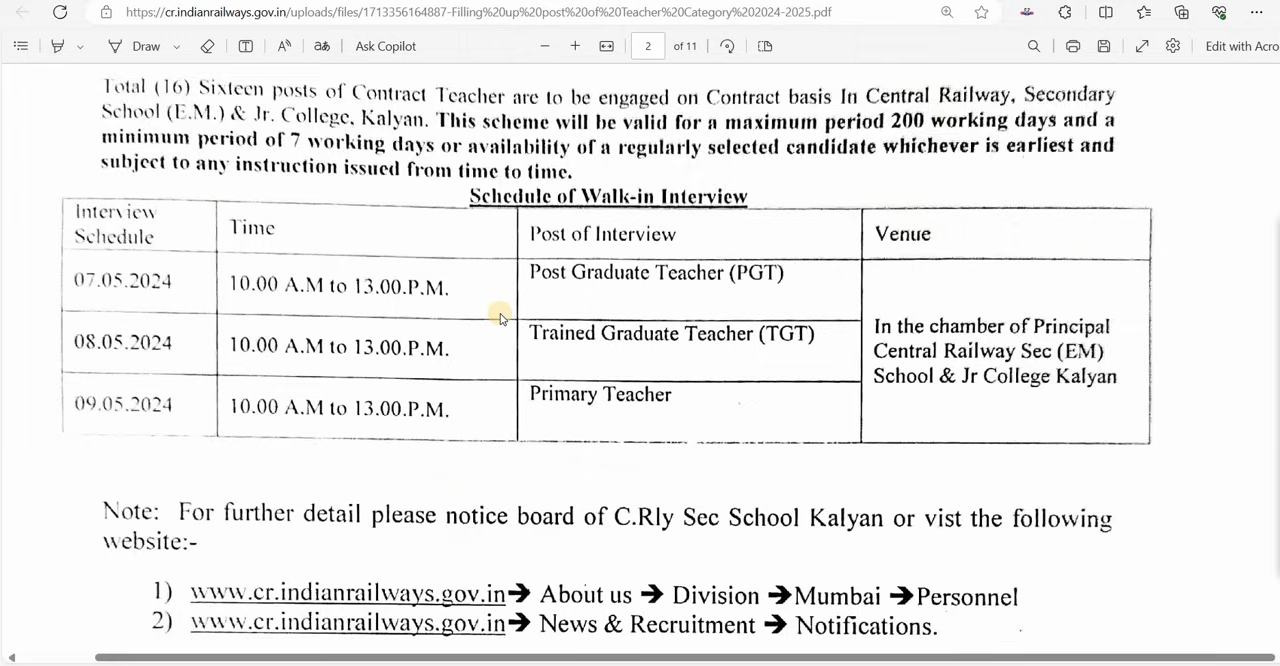 https://cr.indianrailways.gov.in/uploads/files/1713356164887-Filling%20up%20post%20of%20Teacher%20Category%202024-2025.pdf
Draw
aあ
Ask Copilot
2 of 11
Edit with Acro
Total (16) Sixteen posts of Contract Teacher are to be engaged on Contract basis In Central Railway, Secondary
School (E.M.) & Jr. College, Kalyan. This scheme will be valid for a maximum period 200 working days and a
minimum period of 7 working days or availability of a regularly selected candidate whichever is earliest and
subject to any instruction issued from time to time.
Schedule of Walk-in Interview
Interview Schedule Time Post of Interview Venue
07.05.2024 10.00 A.M to 13.00.P.M. Post Graduate Teacher (PGT)
08.05.2024 10.00 A.M to 13.00.P.M. Trained Graduate Teacher (TGT)
09.05.2024 10.00 A.M to 13.00.P.M. Primary Teacher
In the chamber of Principal
Central Railway Sec (EM)
School & Jr College Kalyan
Note: For further detail please notice board of C.Rly Sec School Kalyan or vist the following
website:-
1) www.cr.indianrailways.gov.in➔ About us ➔ Division ➔Mumbai ➔Personnel
2) www.cr.indianrailways.gov.in➔ News & Recruitment ➔ Notifications.